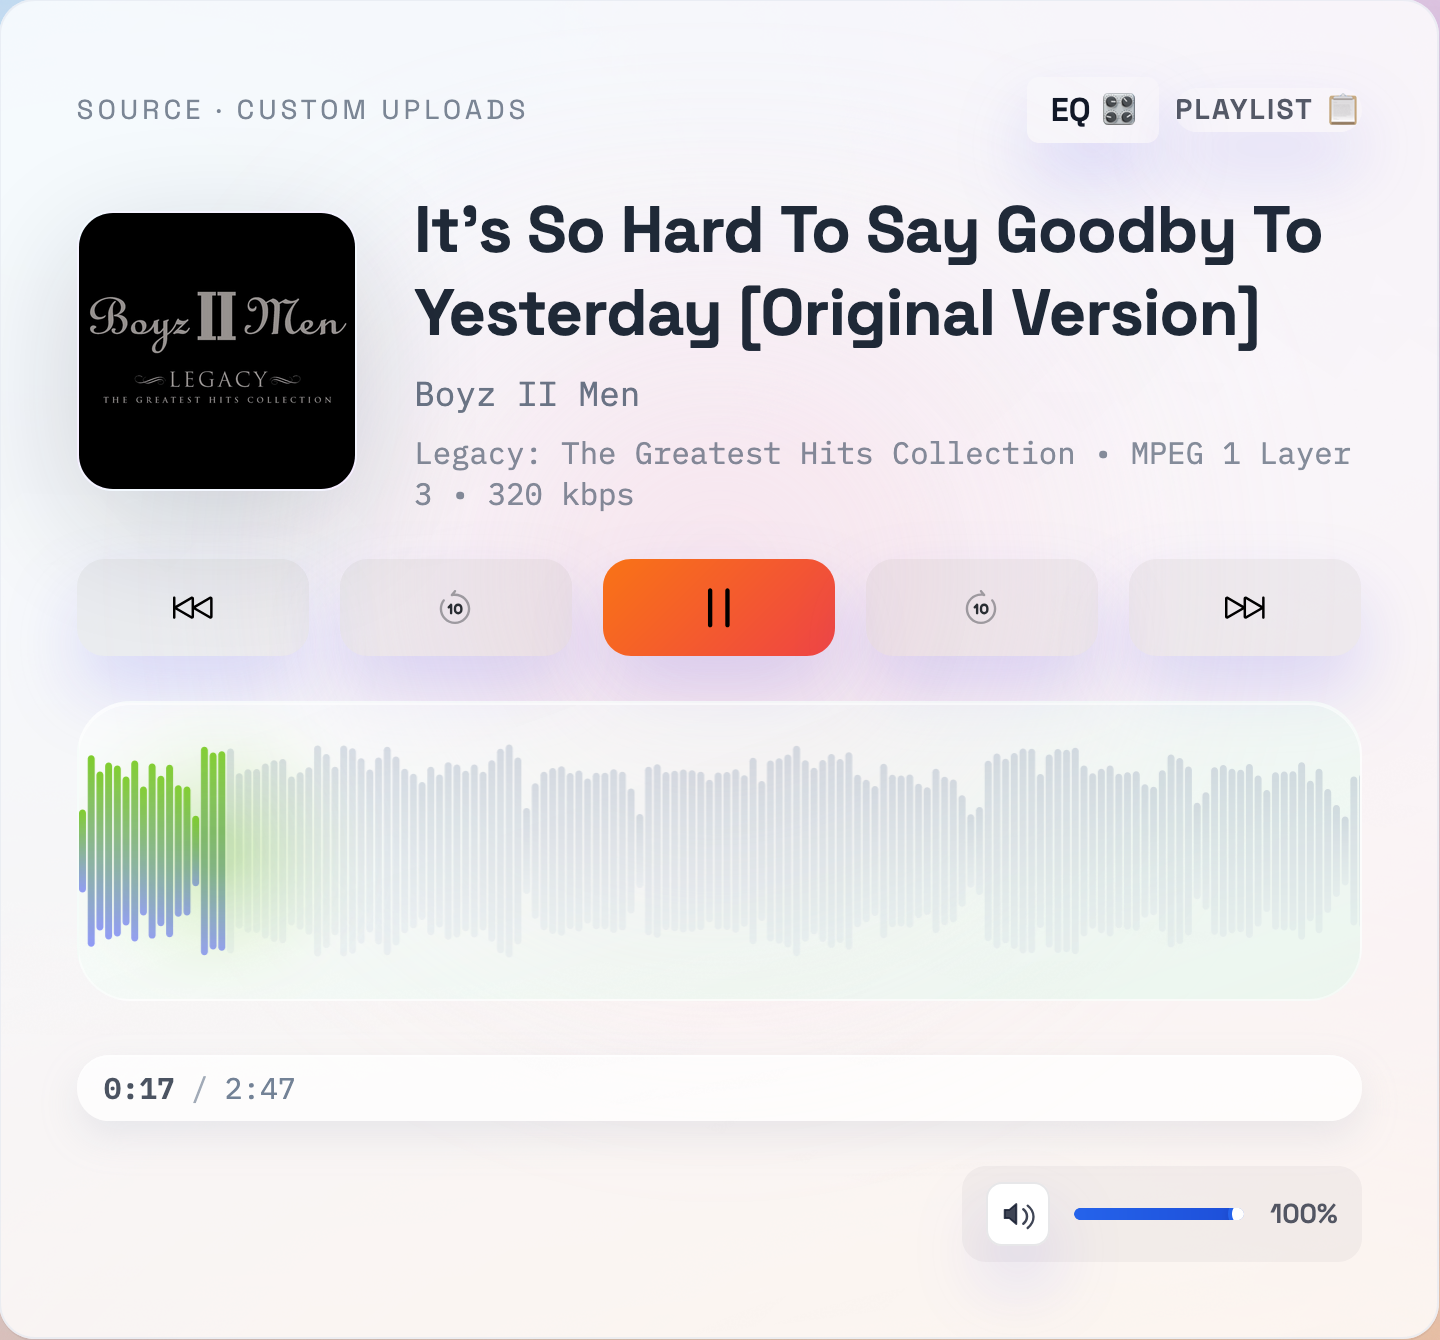 SOURCE · CUSTOM UPLOADS
EQ
PLAYLIST
Boyz II Men
LEGACY
THE GREATEST HITS COLLECTION
It’s So Hard To Say Goodby To
Yesterday [Original Version]
Boyz II Men
Legacy: The Greatest Hits Collection • MPEG 1 Layer
3 • 320 kbps
10
10
0:17 / 2:47
100%